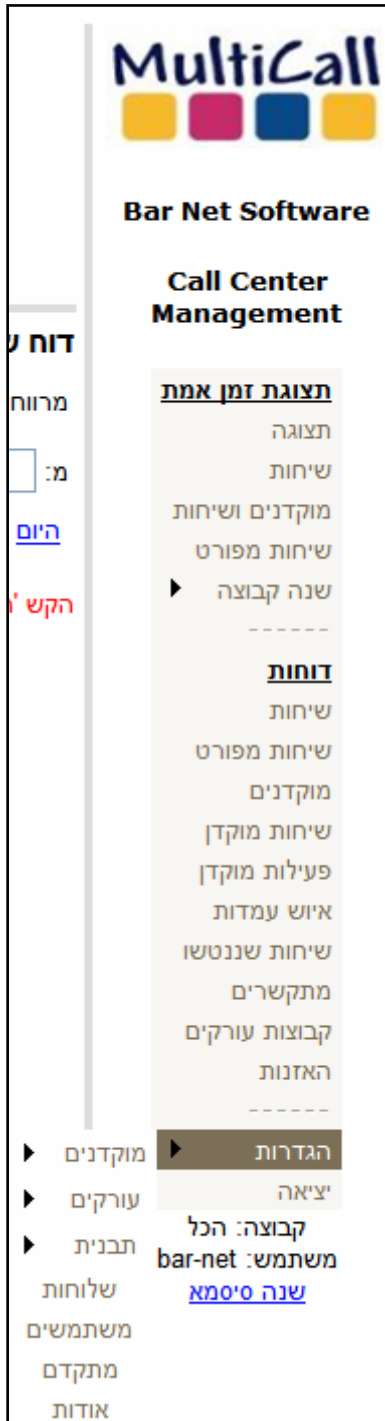 MultiCall
Bar Net Software
Call Center
Management
תצוגת זמן אמת
תצוגה
שיחות
מוקדנים ושיחות
שיחות מפורט
שנה קבוצה
------
דוחות
שיחות
שיחות מפורט
מוקדנים
שיחות מוקדן
פעילות מוקדן
איוש עמדות
שיחות שננטשו
מתקשרים
קבוצות עורקים
האזנות
------
הגדרות
יציאה
קבוצה: הכל
משתמש: bar-net
שנה סיסמא
דוח
מרווח
מ:
היום
הקש
מוקדנים
עורקים
תבנית
שלוחות
משתמשים
מתקדם
אודות